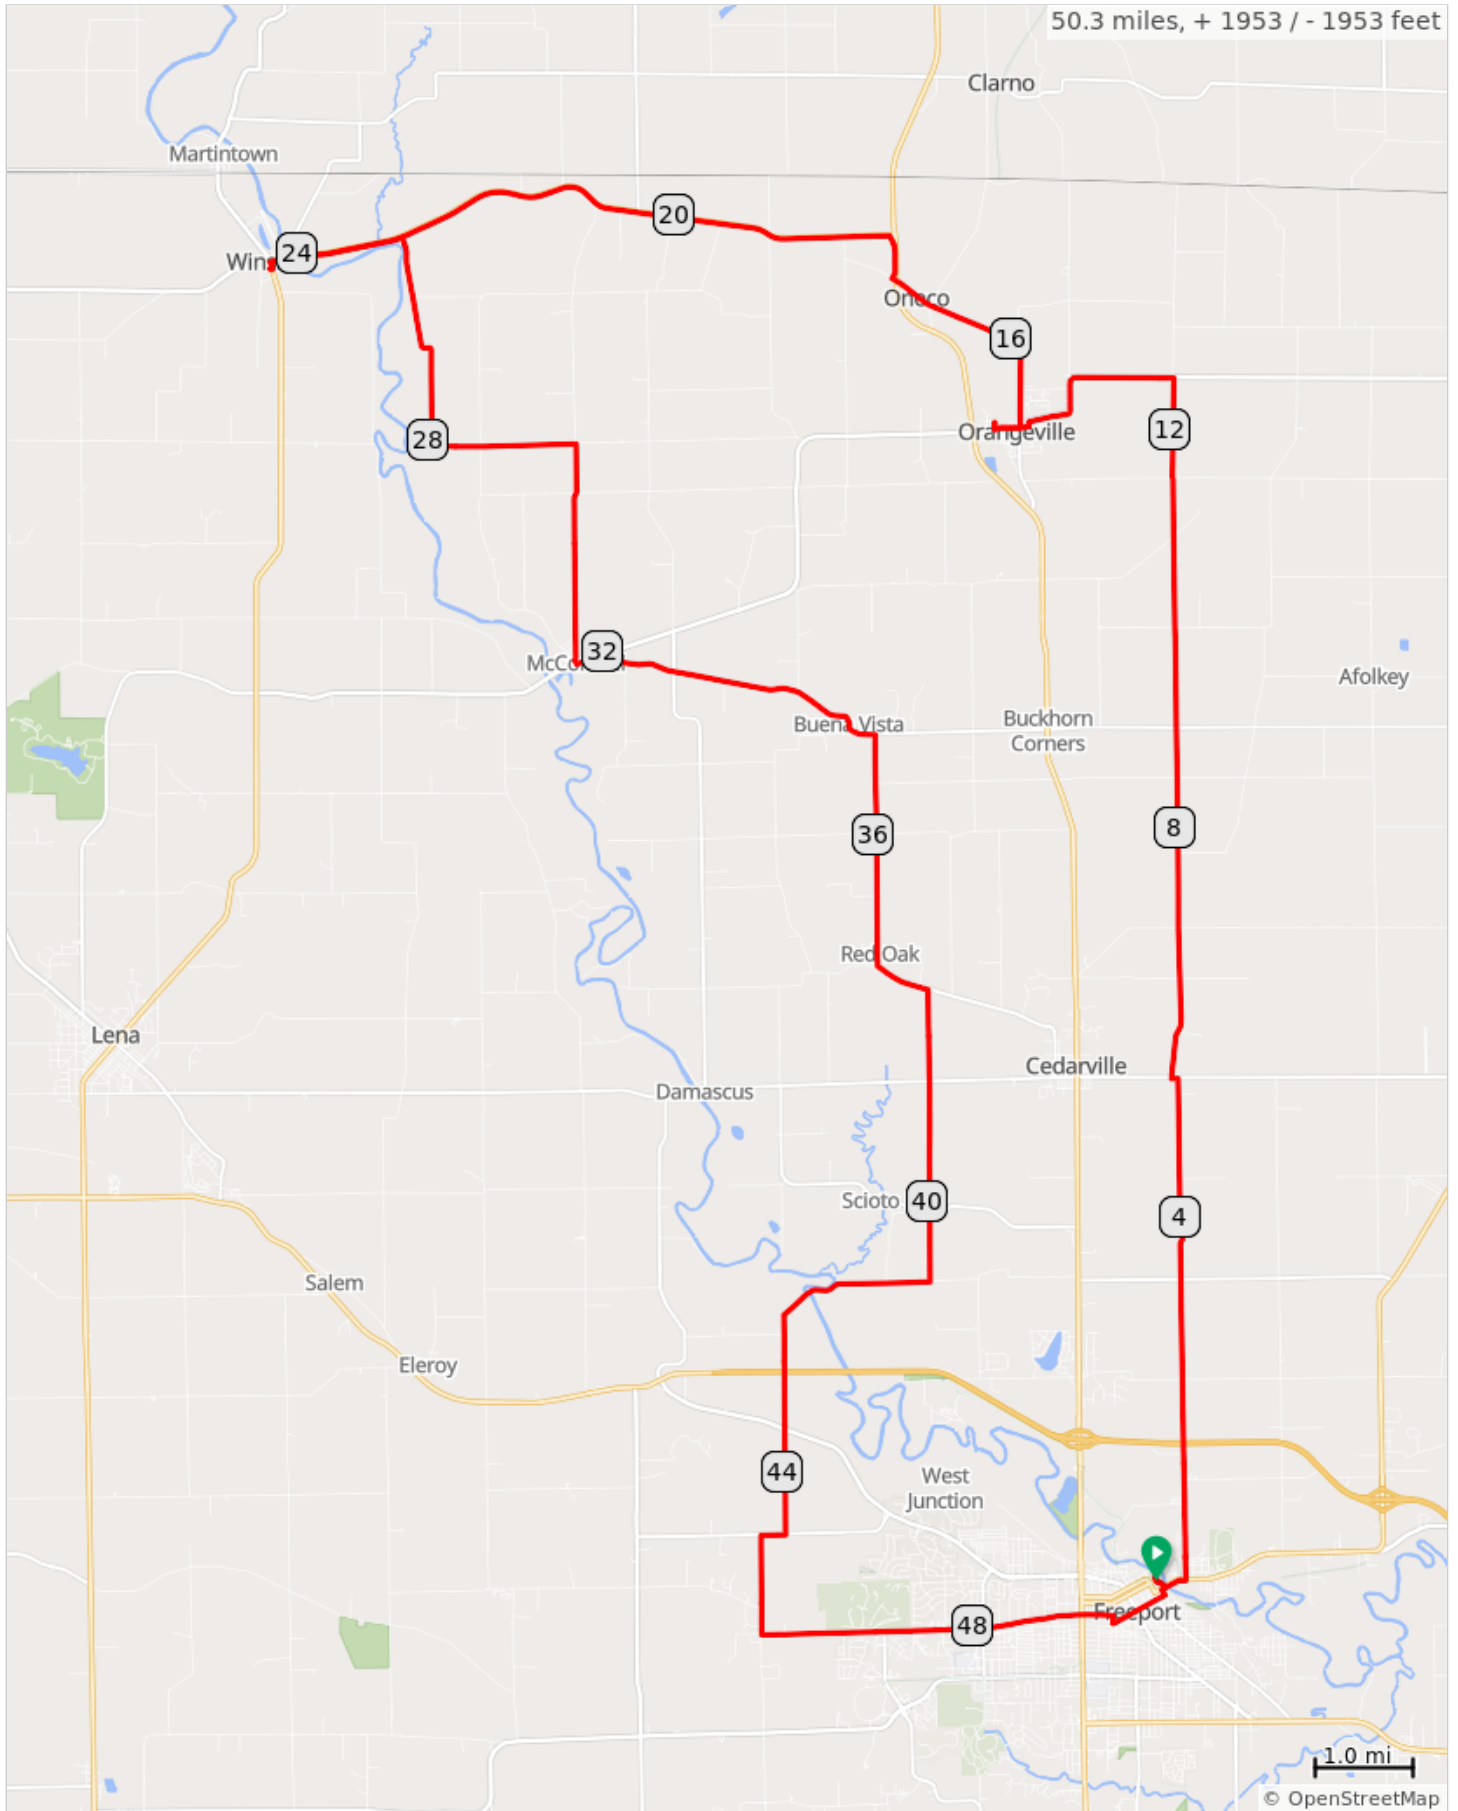 50.3 miles, + 1953 / - 1953 feet
Clarno
Martintown
20
24
Win
Oneco
16
12
Orangeville
28
32
McCo
Afolkey
Buena Vista
Buckhorn
Corners
8
36
Red Oak
Lena
Cedarville
Damascus
Scioto
40
4
Salem
Eleroy
44
West
Junction
Freeport
48
1.0 mi
© OpenStreetMap